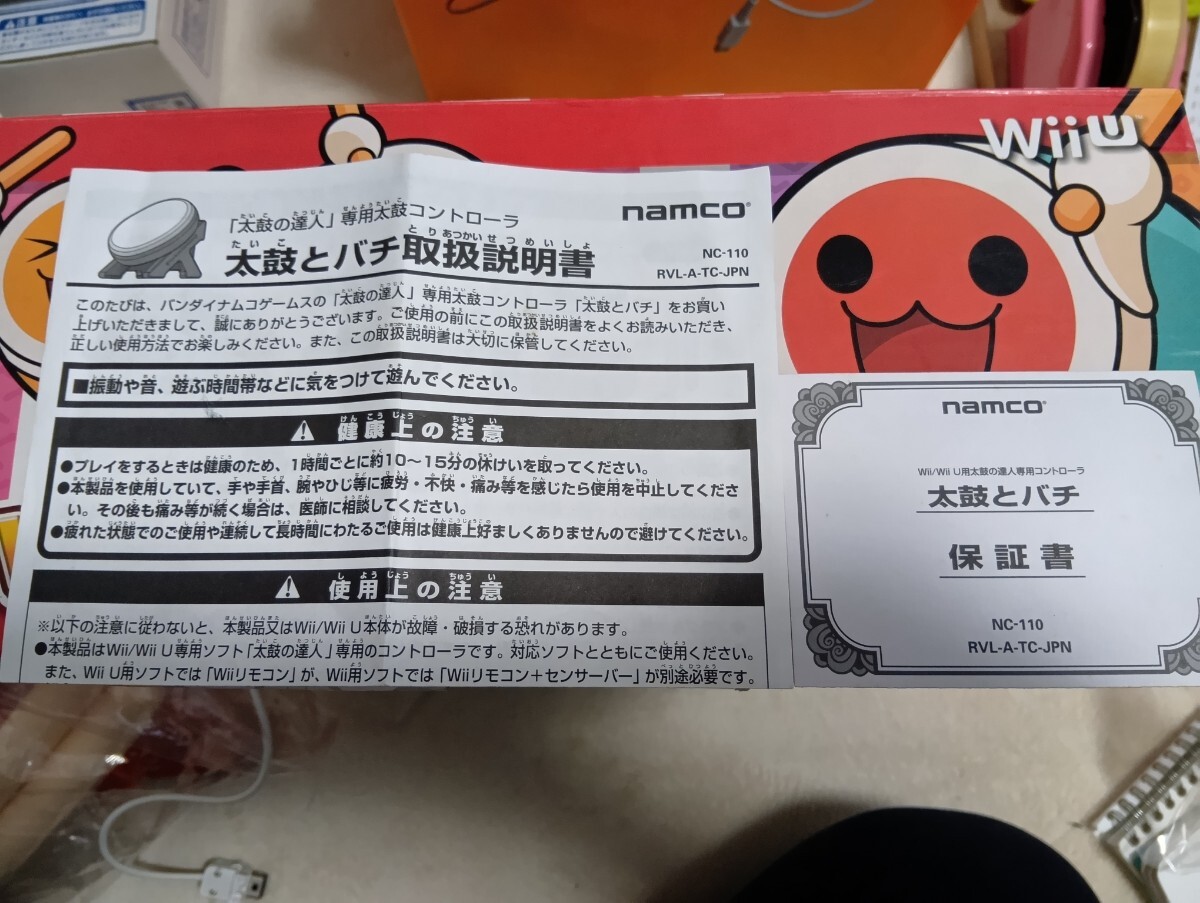 ⚠注意
Wii U
「太鼓の達人」専用太鼓コントローラ
太鼓とバチ取扱説明書
namco
NC-110
RVL-A-TC-JPN
このたびは、バンダイナムコゲームスの「太鼓の達人」専用太鼓コントローラ「太鼓とバチ」をお買い
上げいただきまして、誠にありがとうございます。ご使用の前にこの取扱説明書をよくお読みいただき、
正しい使用方法でお楽しみください。また、この取扱説明書は大切に保管してください。
■振動や音、遊ぶ時間帯などに気をつけて遊んでください。
⚠ 健康上の注意
●プレイをするときは健康のため、1時間ごとに約10～15分の休けいを取ってください。
●本製品を使用していて、手や手首、腕やひじ等に疲労・不快・痛み等を感じたら使用を中止してくださ
い。その後も痛み等が続く場合は、医師に相談してください。
●疲れた状態でのご使用や連続して長時間にわたるご使用は健康上好ましくありませんので避けてください。
⚠ 使用上の注意
※以下の注意に従わないと、本製品又はWii/Wii U本体が故障・破損する恐れがあります。
●本製品はWii/Wii U専用ソフト「太鼓の達人」専用のコントローラです。対応ソフトとともにご使用ください。
また、Wii U用ソフトでは「Wiiリモコン」が、Wii用ソフトでは「Wiiリモコン＋センサーバー」が別途必要です。
namco
Wii/Wii U用太鼓の達人専用コントローラ
太鼓とバチ
保証書
NC-110
RVL-A-TC-JPN